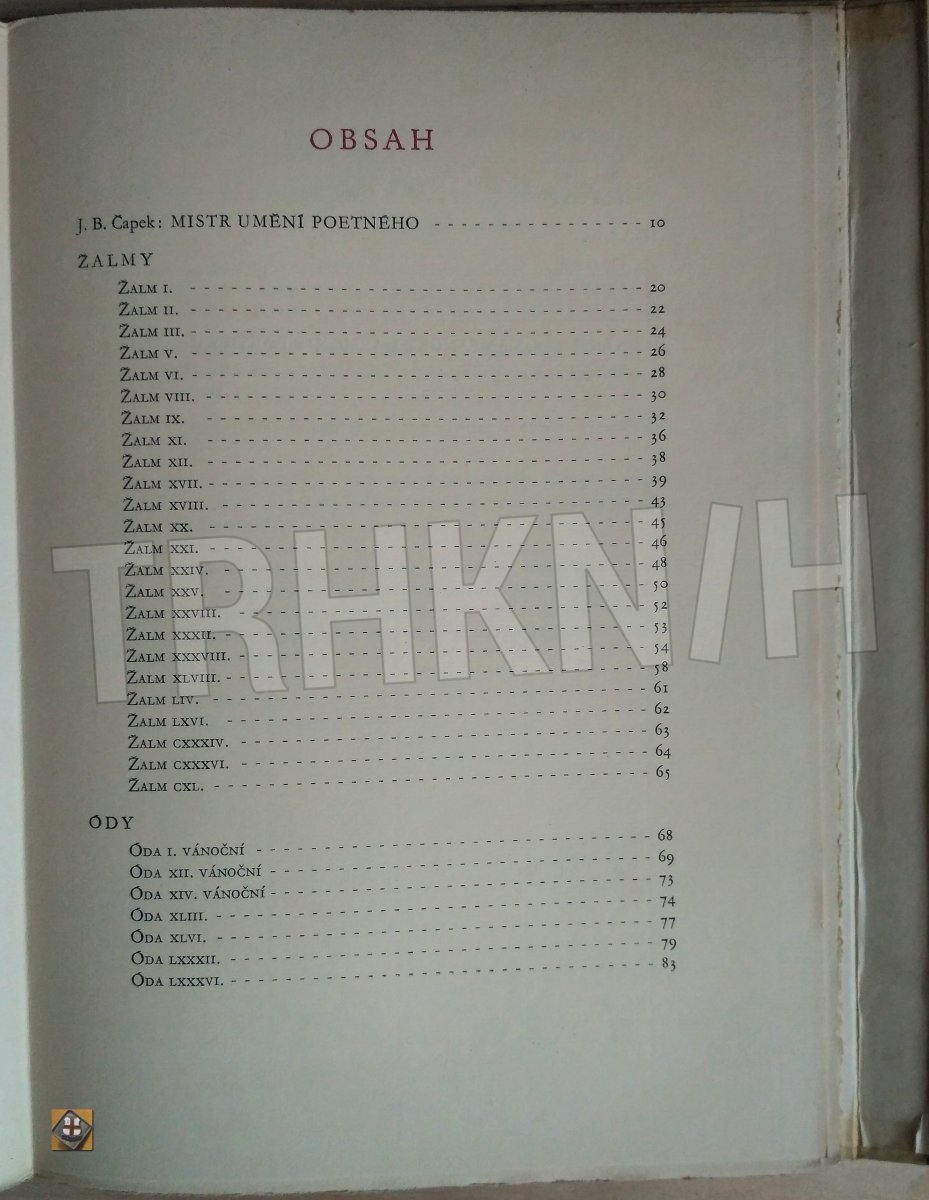 OBSAH
J. B. Čapek: MISTR UMĚNÍ POETNÉHO - - - - - - - - - - - - - - - - 10
ŽALMY
ŽALM I. - - - - - - - - - - - - - - - - - - - - - - - - - - - - - - 20
ŽALM II. - - - - - - - - - - - - - - - - - - - - - - - - - - - - - - 22
ŽALM III. - - - - - - - - - - - - - - - - - - - - - - - - - - - - - - 24
ŽALM V. - - - - - - - - - - - - - - - - - - - - - - - - - - - - - - 26
ŽALM VI. - - - - - - - - - - - - - - - - - - - - - - - - - - - - - - 28
ŽALM VIII. - - - - - - - - - - - - - - - - - - - - - - - - - - - - - 30
ŽALM IX. - - - - - - - - - - - - - - - - - - - - - - - - - - - - - 32
ŽALM XI. - - - - - - - - - - - - - - - - - - - - - - - - - - - - - 36
ŽALM XII. - - - - - - - - - - - - - - - - - - - - - - - - - - - - - 38
ŽALM XVII. - - - - - - - - - - - - - - - - - - - - - - - - - - - - - 39
ŽALM XVIII. - - - - - - - - - - - - - - - - - - - - - - - - - - - - 43
ŽALM XX. - - - - - - - - - - - - - - - - - - - - - - - - - - - - - 45
ŽALM XXI. - - - - - - - - - - - - - - - - - - - - - - - - - - - - - 46
ŽALM XXIV. - - - - - - - - - - - - - - - - - - - - - - - - - - - - 48
ŽALM XXV. - - - - - - - - - - - - - - - - - - - - - - - - - - - - 50
ŽALM XXVIII. - - - - - - - - - - - - - - - - - - - - - - - - - - - 52
ŽALM XXXII. - - - - - - - - - - - - - - - - - - - - - - - - - - - - 53
ŽALM XXXVIII. - - - - - - - - - - - - - - - - - - - - - - - - - - - 54
ŽALM XLVIII. - - - - - - - - - - - - - - - - - - - - - - - - - - - - 58
ŽALM LIV. - - - - - - - - - - - - - - - - - - - - - - - - - - - - - 61
ŽALM LXVI. - - - - - - - - - - - - - - - - - - - - - - - - - - - - 62
ŽALM CXXXIV. - - - - - - - - - - - - - - - - - - - - - - - - - - - 63
ŽALM CXXXVI. - - - - - - - - - - - - - - - - - - - - - - - - - - - 64
ŽALM CXL. - - - - - - - - - - - - - - - - - - - - - - - - - - - - 65
ÓDY
ÓDA I. VÁNOČNÍ - - - - - - - - - - - - - - - - - - - - - - - - - - 68
ÓDA XII. VÁNOČNÍ - - - - - - - - - - - - - - - - - - - - - - - - - 69
ÓDA XIV. VÁNOČNÍ - - - - - - - - - - - - - - - - - - - - - - - - - 73
ÓDA XLIII. - - - - - - - - - - - - - - - - - - - - - - - - - - - - - 74
ÓDA XLVI. - - - - - - - - - - - - - - - - - - - - - - - - - - - - - 77
ÓDA LXXXII. - - - - - - - - - - - - - - - - - - - - - - - - - - - - 79
ÓDA LXXXVI. - - - - - - - - - - - - - - - - - - - - - - - - - - - - 83
TRHKNIH